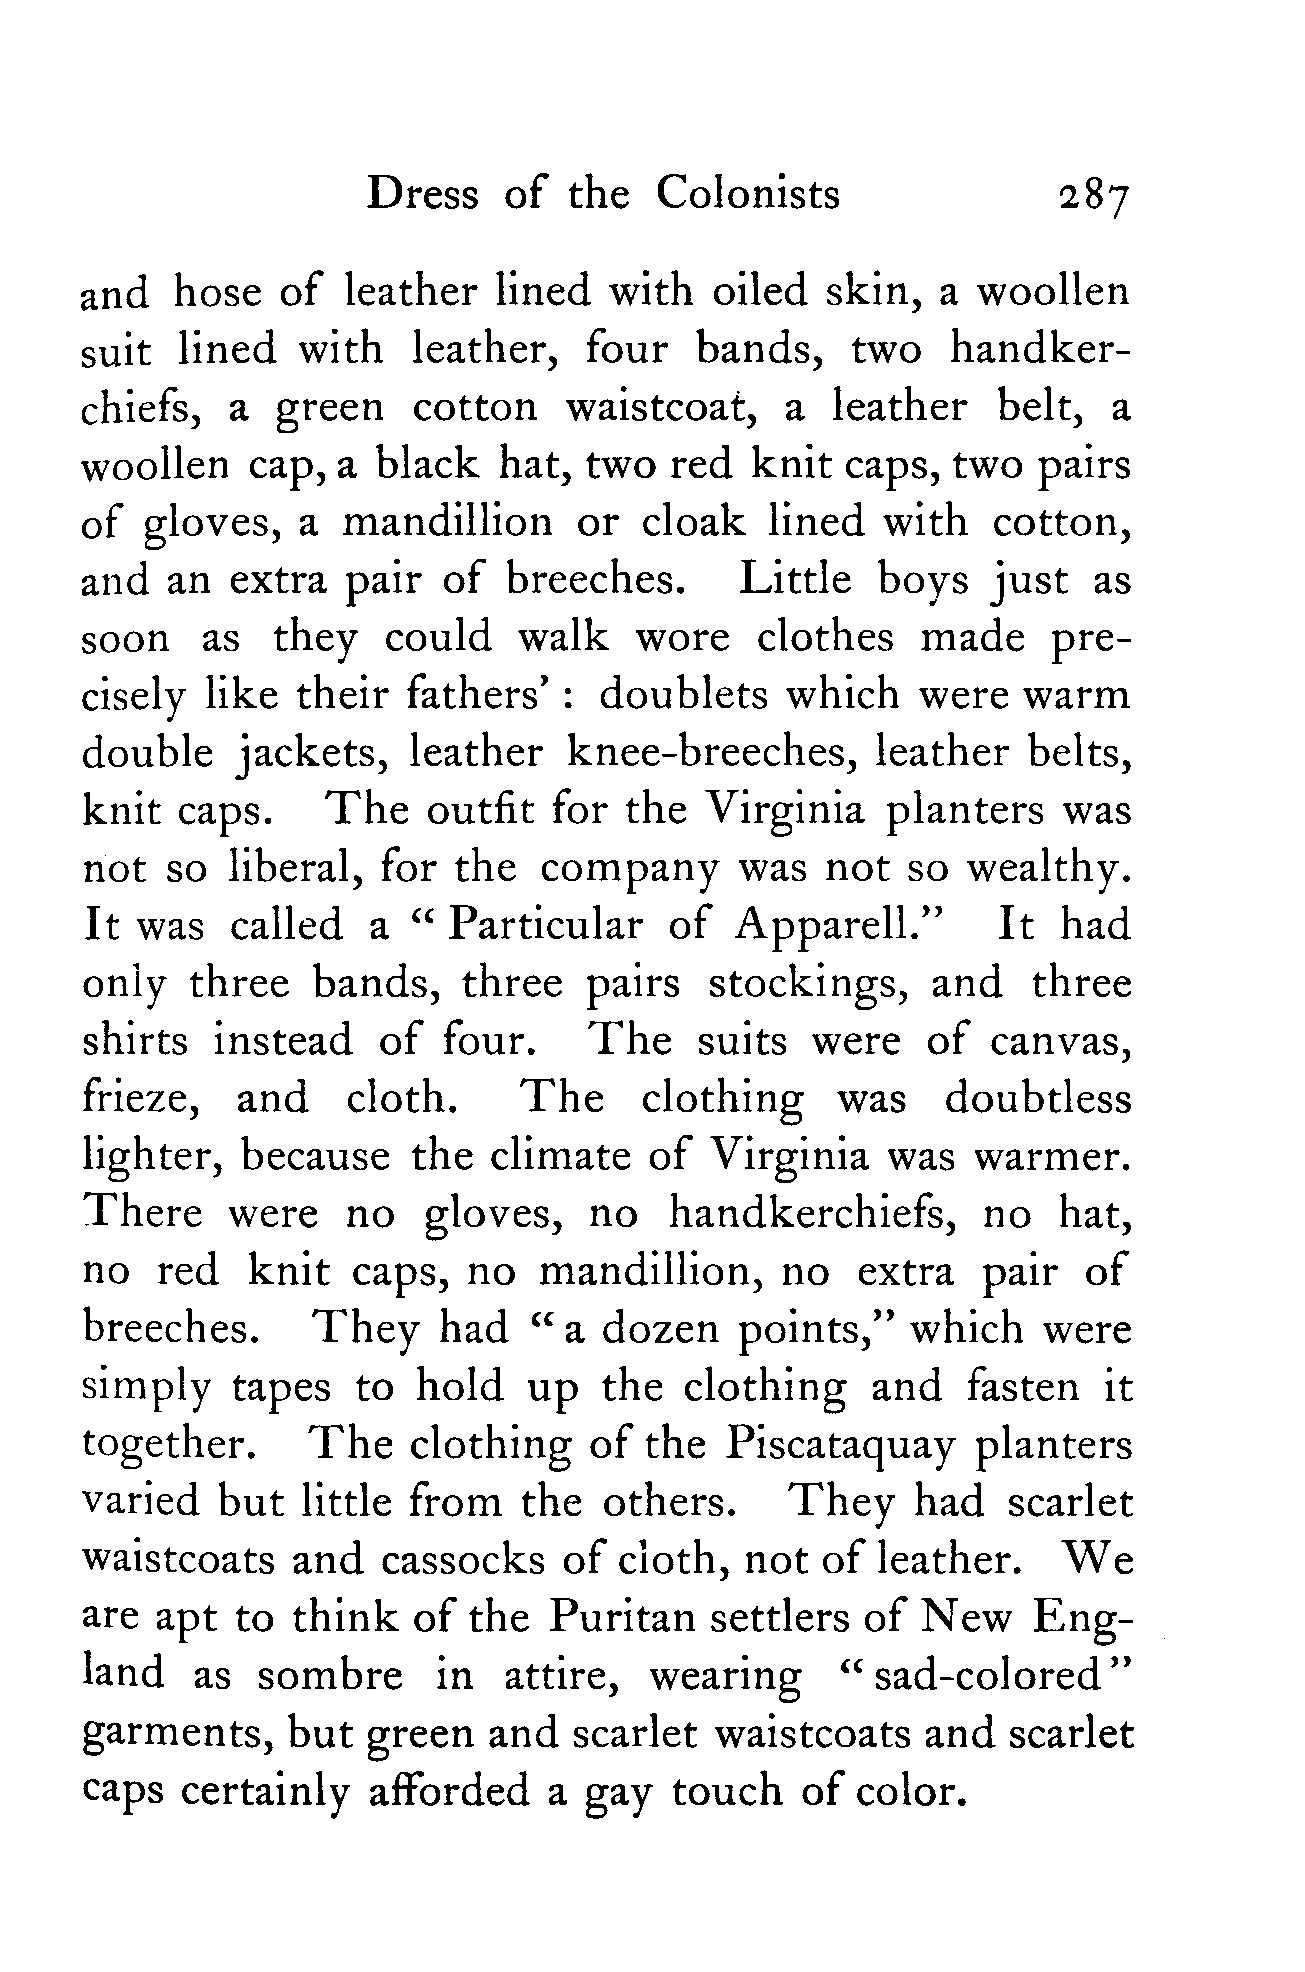 Dress of the Colonists 287
and hose of leather lined with oiled skin, a woollen
suit lined with leather, four bands, two handker-
chiefs, a green cotton waistcoat, a leather belt, a
woollen cap, a black hat, two red knit caps, two pairs
of gloves, a mandillion or cloak lined with cotton,
and an extra pair of breeches. Little boys just as
soon as they could walk wore clothes made pre-
cisely like their fathers' : doublets which were warm
double jackets, leather knee-breeches, leather belts,
knit caps. The outfit for the Virginia planters was
not so liberal, for the company was not so wealthy.
It was called a “ Particular of Apparell.” It had
only three bands, three pairs stockings, and three
shirts instead of four. The suits were of canvas,
frieze, and cloth. The clothing was doubtless
lighter, because the climate of Virginia was warmer.
There were no gloves, no handkerchiefs, no hat,
no red knit caps, no mandillion, no extra pair of
breeches. They had “ a dozen points,” which were
simply tapes to hold up the clothing and fasten it
together. The clothing of the Piscataquay planters
varied but little from the others. They had scarlet
waistcoats and cassocks of cloth, not of leather. We
are apt to think of the Puritan settlers of New Eng-
land as sombre in attire, wearing “ sad-colored ”
garments, but green and scarlet waistcoats and scarlet
caps certainly afforded a gay touch of color.